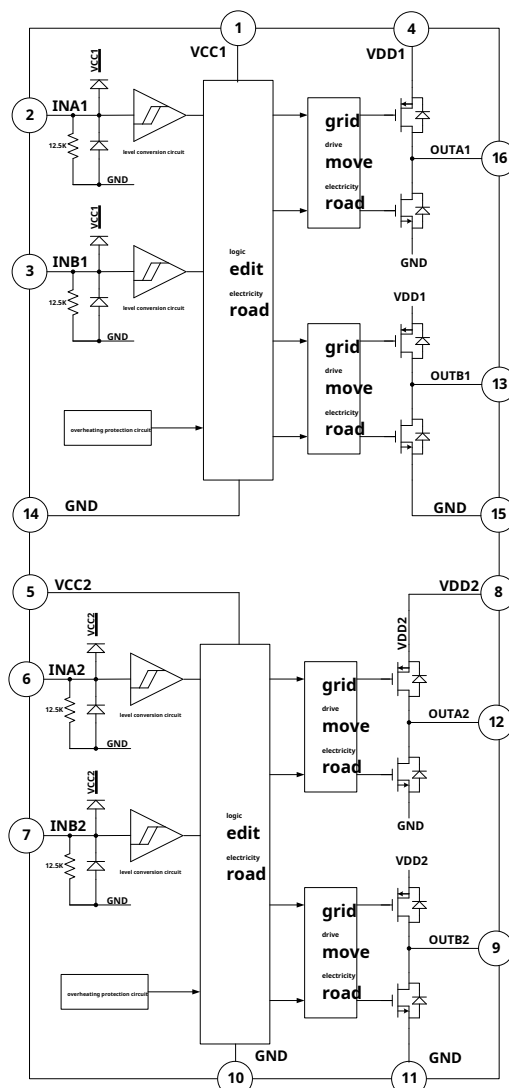 1
4
VCC1
VDD1
VCC1
2
INA1
12.5K
level conversion circuit
GND
grid
drive
move
electricity
road
OUTA1
16
GND
VCC1
3
INB1
12.5K
level conversion circuit
GND
logic
edit
electricity
road
VDD1
grid
drive
move
electricity
road
OUTB1
13
overheating protection circuit
14
GND
GND
15
5
VCC2
VDD2
8
VCC2
VDD2
6
INA2
12.5K
level conversion circuit
GND
grid
drive
move
electricity
road
OUTA2
12
GND
VCC2
7
INB2
12.5K
level conversion circuit
GND
logic
edit
electricity
road
VDD2
grid
drive
move
electricity
road
OUTB2
9
overheating protection circuit
GND
GND
10
11